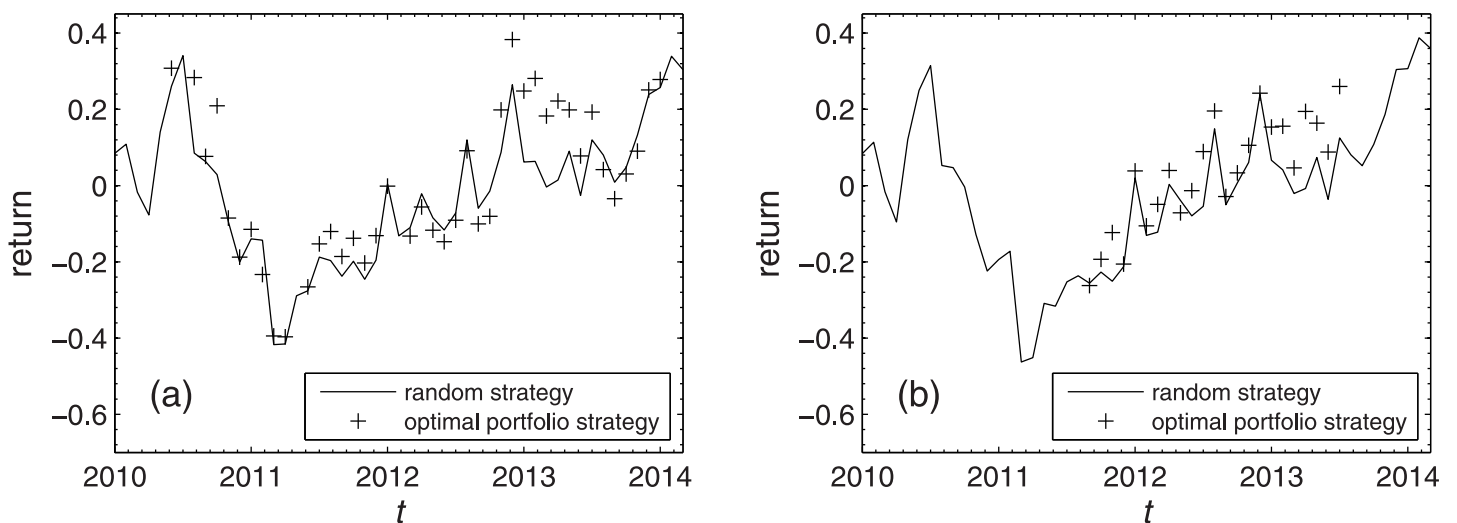 0.4
0.2
0
−0.2
−0.4
−0.6
return
(a)
random strategy
optimal portfolio strategy
2010 2011 2012 2013 2014
t
0.4
0.2
0
−0.2
−0.4
−0.6
return
(b)
random strategy
optimal portfolio strategy
2010 2011 2012 2013 2014
t